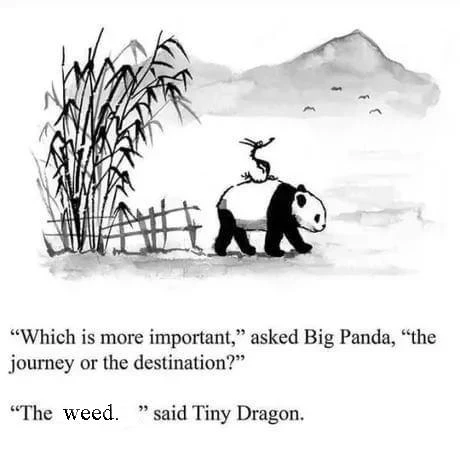 “Which is more important,” asked Big Panda, “the
journey or the destination?”
“The weed. ” said Tiny Dragon.